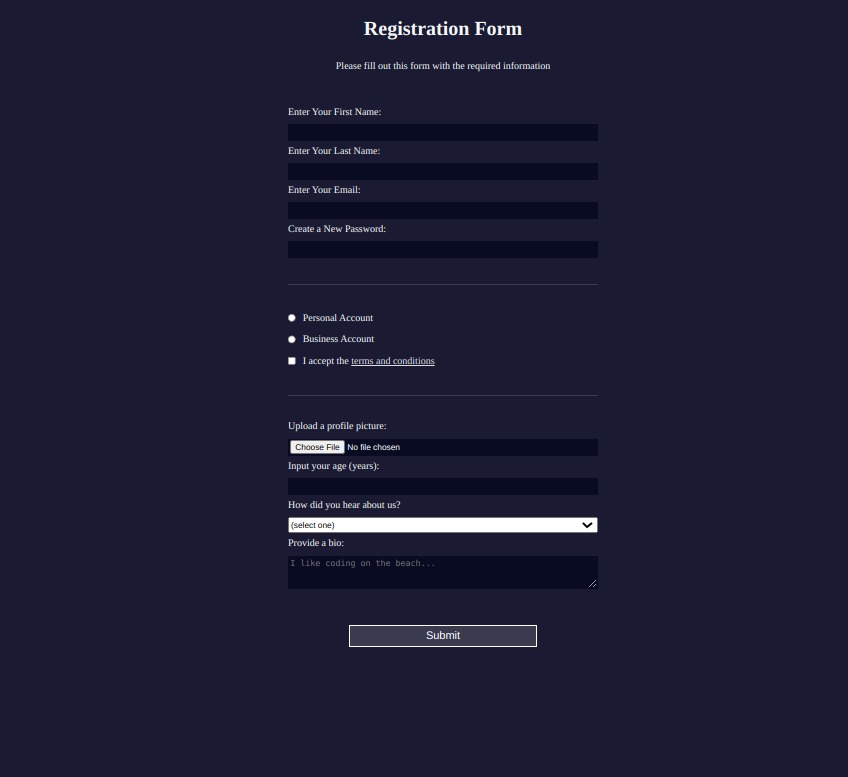 Registration Form
Please fill out this form with the required information
Enter Your First Name:
Enter Your Last Name:
Enter Your Email:
Create a New Password:
Personal Account
Business Account
I accept the terms and conditions
Upload a profile picture:
Choose File No file chosen
Input your age (years):
How did you hear about us?
(select one)
Provide a bio:
I like coding on the beach...
Submit